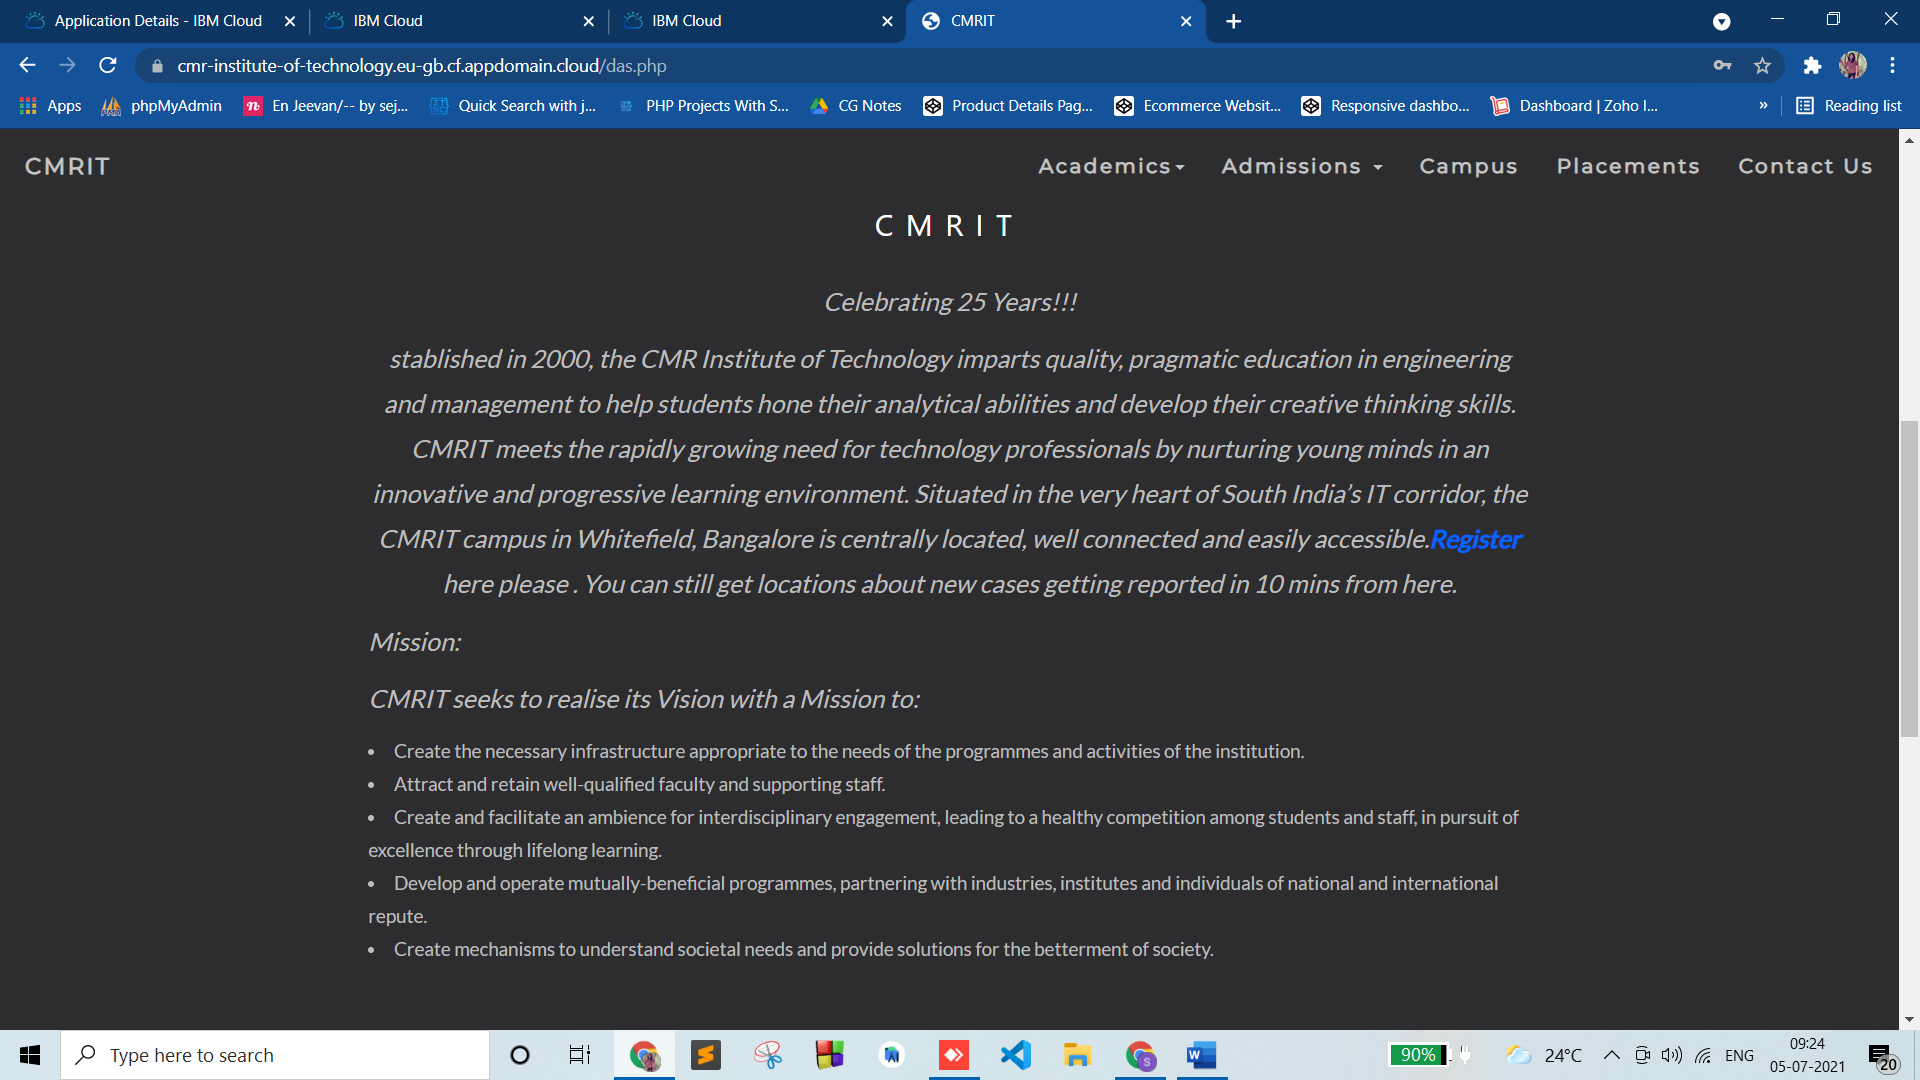 Application Details - IBM Cloud
IBM Cloud
IBM Cloud
CMRIT
cmr-institute-of-technology.eu-gb.cf.appdomain.cloud/das.php
Apps
phpMyAdmin
En Jeevan/-- by sej...
Quick Search with j...
PHP Projects With S...
CG Notes
Product Details Pag...
Ecommerce Websit...
Responsive dashbo...
Dashboard | Zoho I...
»
Reading list
CMRIT
Academics
Admissions
Campus
Placements
Contact Us
CMRIT
Celebrating 25 Years!!!
stablished in 2000, the CMR Institute of Technology imparts quality, pragmatic education in engineering
and management to help students hone their analytical abilities and develop their creative thinking skills.
CMRIT meets the rapidly growing need for technology professionals by nurturing young minds in an
innovative and progressive learning environment. Situated in the very heart of South India’s IT corridor, the
CMRIT campus in Whitefield, Bangalore is centrally located, well connected and easily accessible.Register
here please . You can still get locations about new cases getting reported in 10 mins from here.
Mission:
CMRIT seeks to realise its Vision with a Mission to:
• Create the necessary infrastructure appropriate to the needs of the programmes and activities of the institution.
• Attract and retain well-qualified faculty and supporting staff.
• Create and facilitate an ambience for interdisciplinary engagement, leading to a healthy competition among students and staff, in pursuit of
excellence through lifelong learning.
• Develop and operate mutually-beneficial programmes, partnering with industries, institutes and individuals of national and international
repute.
• Create mechanisms to understand societal needs and provide solutions for the betterment of society.
Type here to search
90%
24°C
ENG
09:24
05-07-2021
20